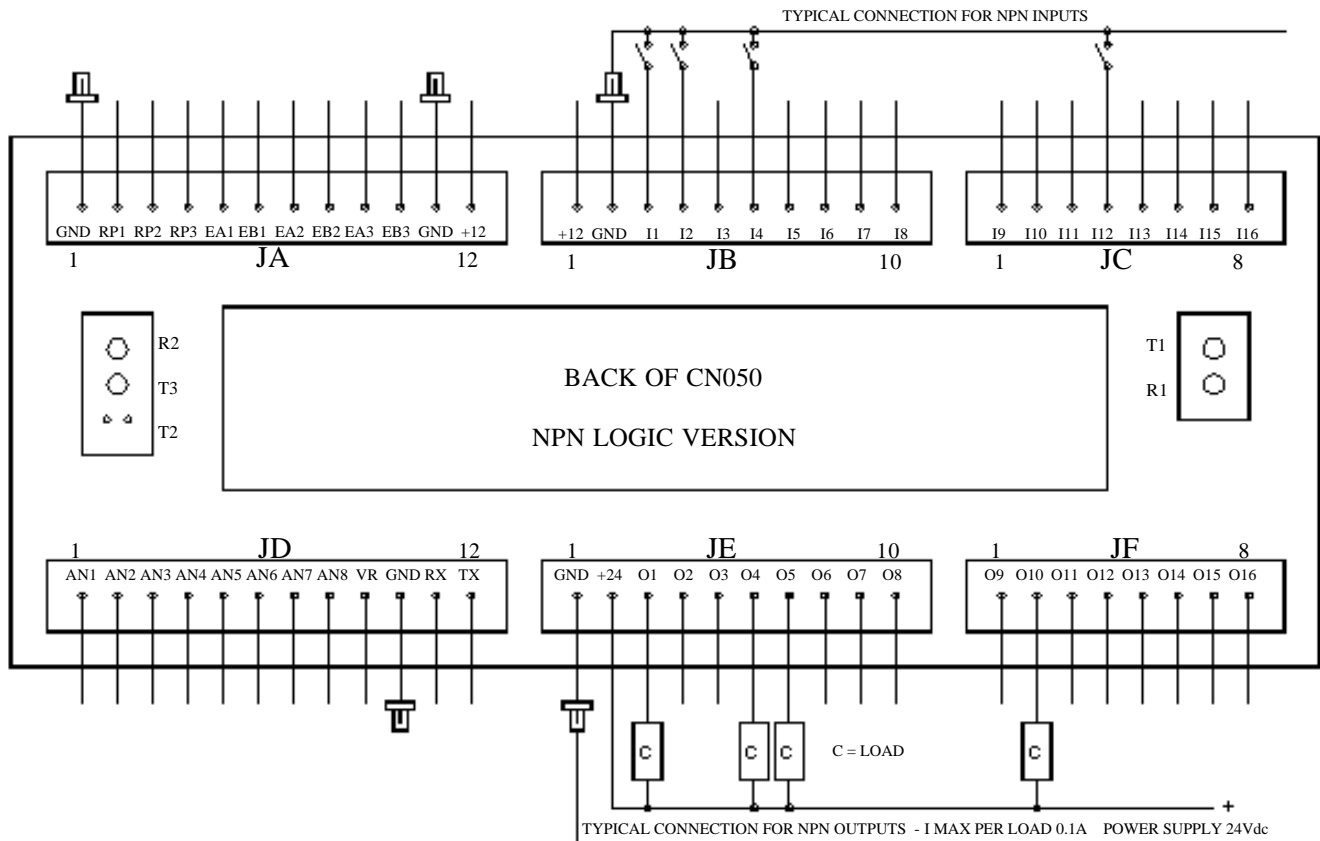 TYPICAL CONNECTION FOR NPN INPUTS
GND RP1 RP2 RP3 EA1 EB1 EA2 EB2 EA3 EB3 GND +12
1 JA 12
+12 GND I1 I2 I3 I4 I5 I6 I7 I8
1 JB 10
I9 I10 I11 I12 I13 I14 I15 I16
1 JC 8
R2
T3
T2
BACK OF CN050
NPN LOGIC VERSION
T1
R1
1 JD 12
AN1 AN2 AN3 AN4 AN5 AN6 AN7 AN8 VR GND RX TX
1 JE 10
GND +24 O1 O2 O3 O4 O5 O6 O7 O8
1 JF 8
O9 O10 O11 O12 O13 O14 O15 O16
C C C C = LOAD C
+
TYPICAL CONNECTION FOR NPN OUTPUTS - I MAX PER LOAD 0.1A POWER SUPPLY 24Vdc